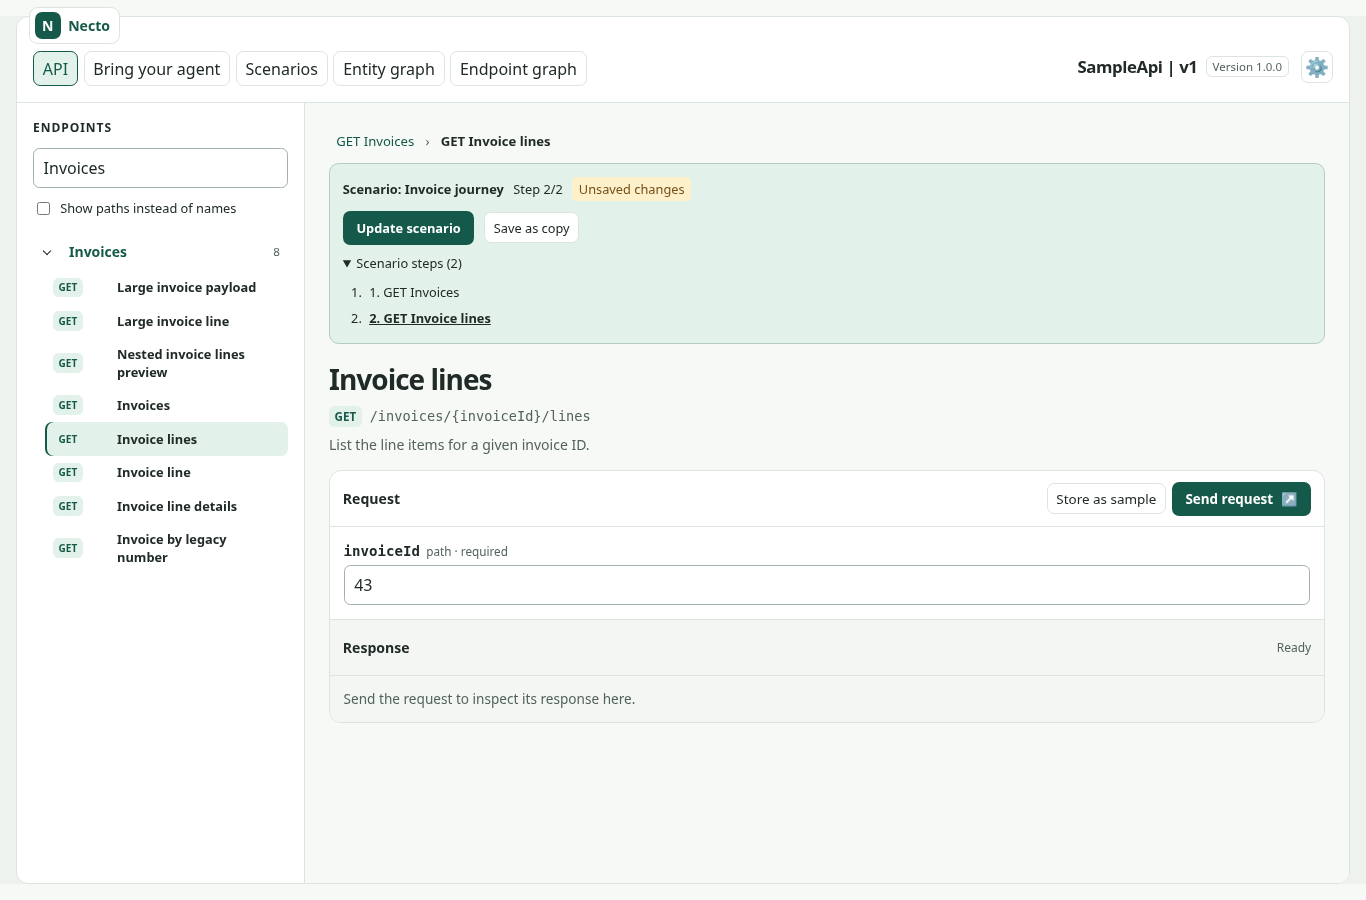 N Necto
API Bring your agent Scenarios Entity graph Endpoint graph
SampleApi | v1 Version 1.0.0
ENDPOINTS
Invoices
Show paths instead of names
Invoices 8
GET Large invoice payload
GET Large invoice line
GET Nested invoice lines
preview
GET Invoices
GET Invoice lines
GET Invoice line
GET Invoice line details
GET Invoice by legacy
number
GET Invoices › GET Invoice lines
Scenario: Invoice journey Step 2/2 Unsaved changes
Update scenario Save as copy
▼ Scenario steps (2)
1. 1. GET Invoices
2. 2. GET Invoice lines
Invoice lines
GET /invoices/{invoiceId}/lines
List the line items for a given invoice ID.
Request Store as sample Send request ↗
invoiceId path · required
43
Response Ready
Send the request to inspect its response here.